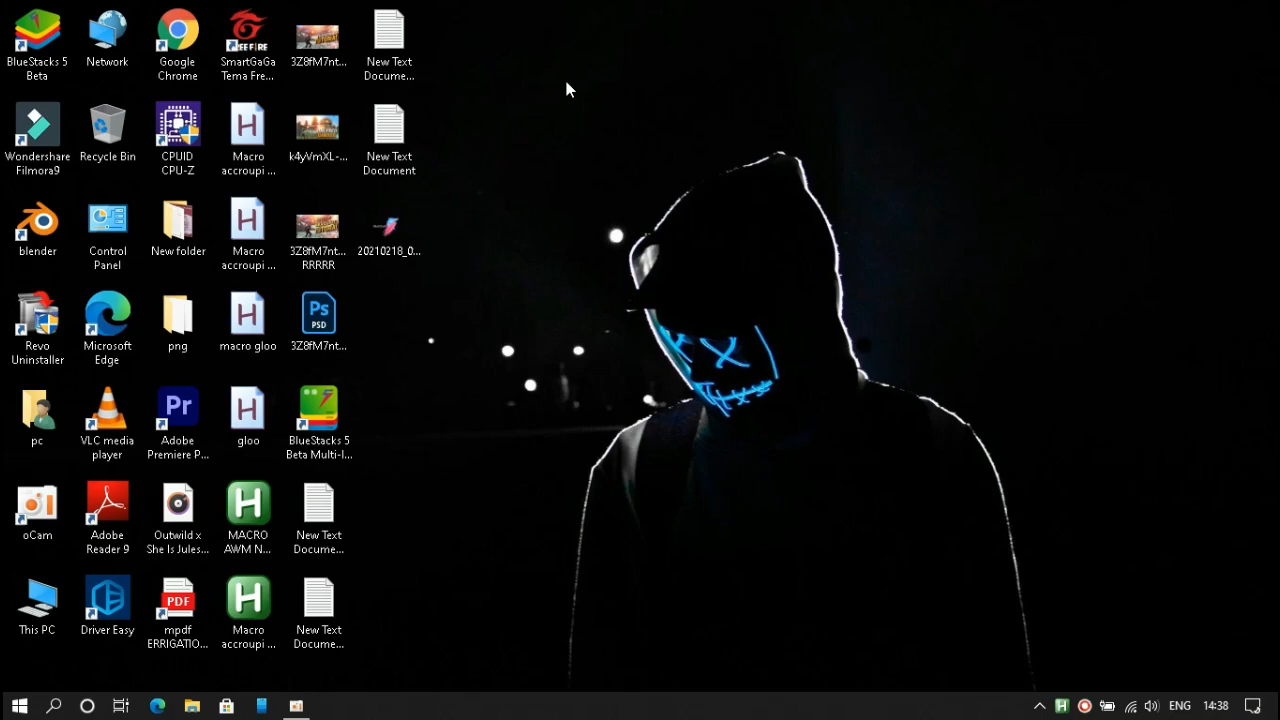 BlueStacks 5
Beta
Network
Google
Chrome
SmartGaGa
Tema Fre...
3Z8fM7nt...
New Text
Docume...
Wondershare
Filmora9
Recycle Bin
CPUID
CPU-Z
Macro
accroupi ...
k4yVmXL-...
New Text
Document
blender
Control
Panel
New folder
Macro
accroupi ...
3Z8fM7nt...
RRRRR
20210218_0...
Revo
Uninstaller
Microsoft
Edge
png
macro gloo
Ps
PSD
3Z8fM7nt...
pc
VLC media
player
Pr
Adobe
Premiere P...
gloo
BlueStacks 5
Beta Multi-I...
oCam
Adobe
Reader 9
Outwild x
She Is Jules...
MACRO
AWM N...
New Text
Docume...
This PC
Driver Easy
PDF
mpdf
ERRIGATIO...
Macro
accroupi ...
New Text
Docume...
ENG
14:38